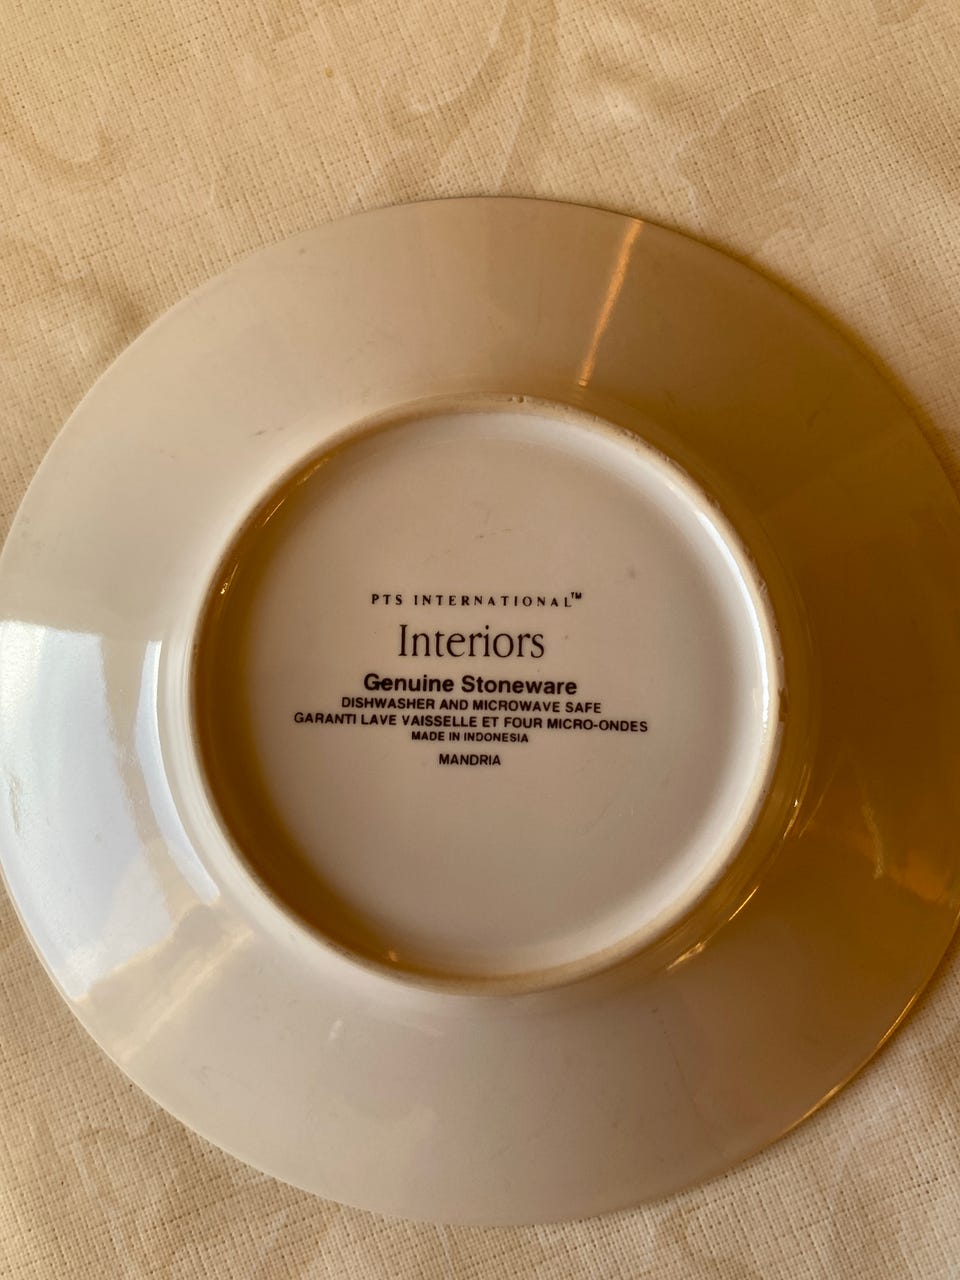 PTS INTERNATIONAL™
Interiors
Genuine Stoneware
DISHWASHER AND MICROWAVE SAFE
GARANTI LAVE VAISSELLE ET FOUR MICRO-ONDES
MADE IN INDONESIA
MANDRIA